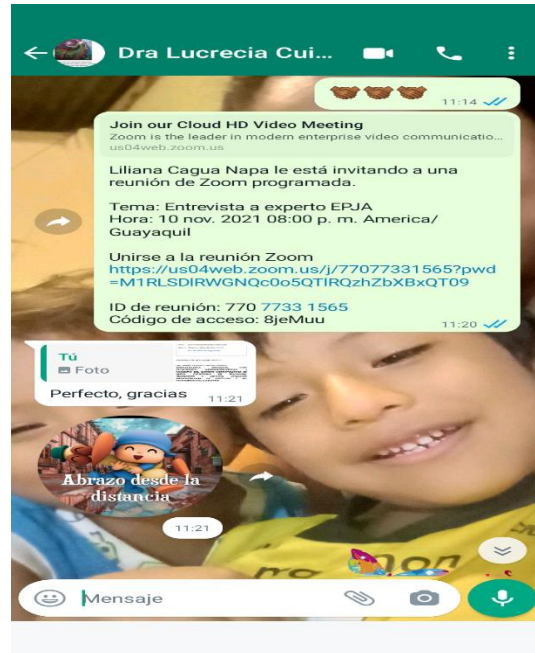 Dra Lucrecia Cui...
11:14
Join our Cloud HD Video Meeting
Zoom is the leader in modern enterprise video communicatio...
us04web.zoom.us
Liliana Cagua Napa le está invitando a una
reunión de Zoom programada.
Tema: Entrevista a experto EPJA
Hora: 10 nov. 2021 08:00 p. m. America/
Guayaquil
Unirse a la reunión Zoom
https://us04web.zoom.us/j/77077331565?pwd
=M1RLSDlRWGNQc0o5QTlRQzhZbXBxQT09
ID de reunión: 770 7733 1565
Código de acceso: 8jeMuu
11:20
Tú
Foto
Perfecto, gracias
11:21
Abrazo desde la
distancia
11:21
Mensaje